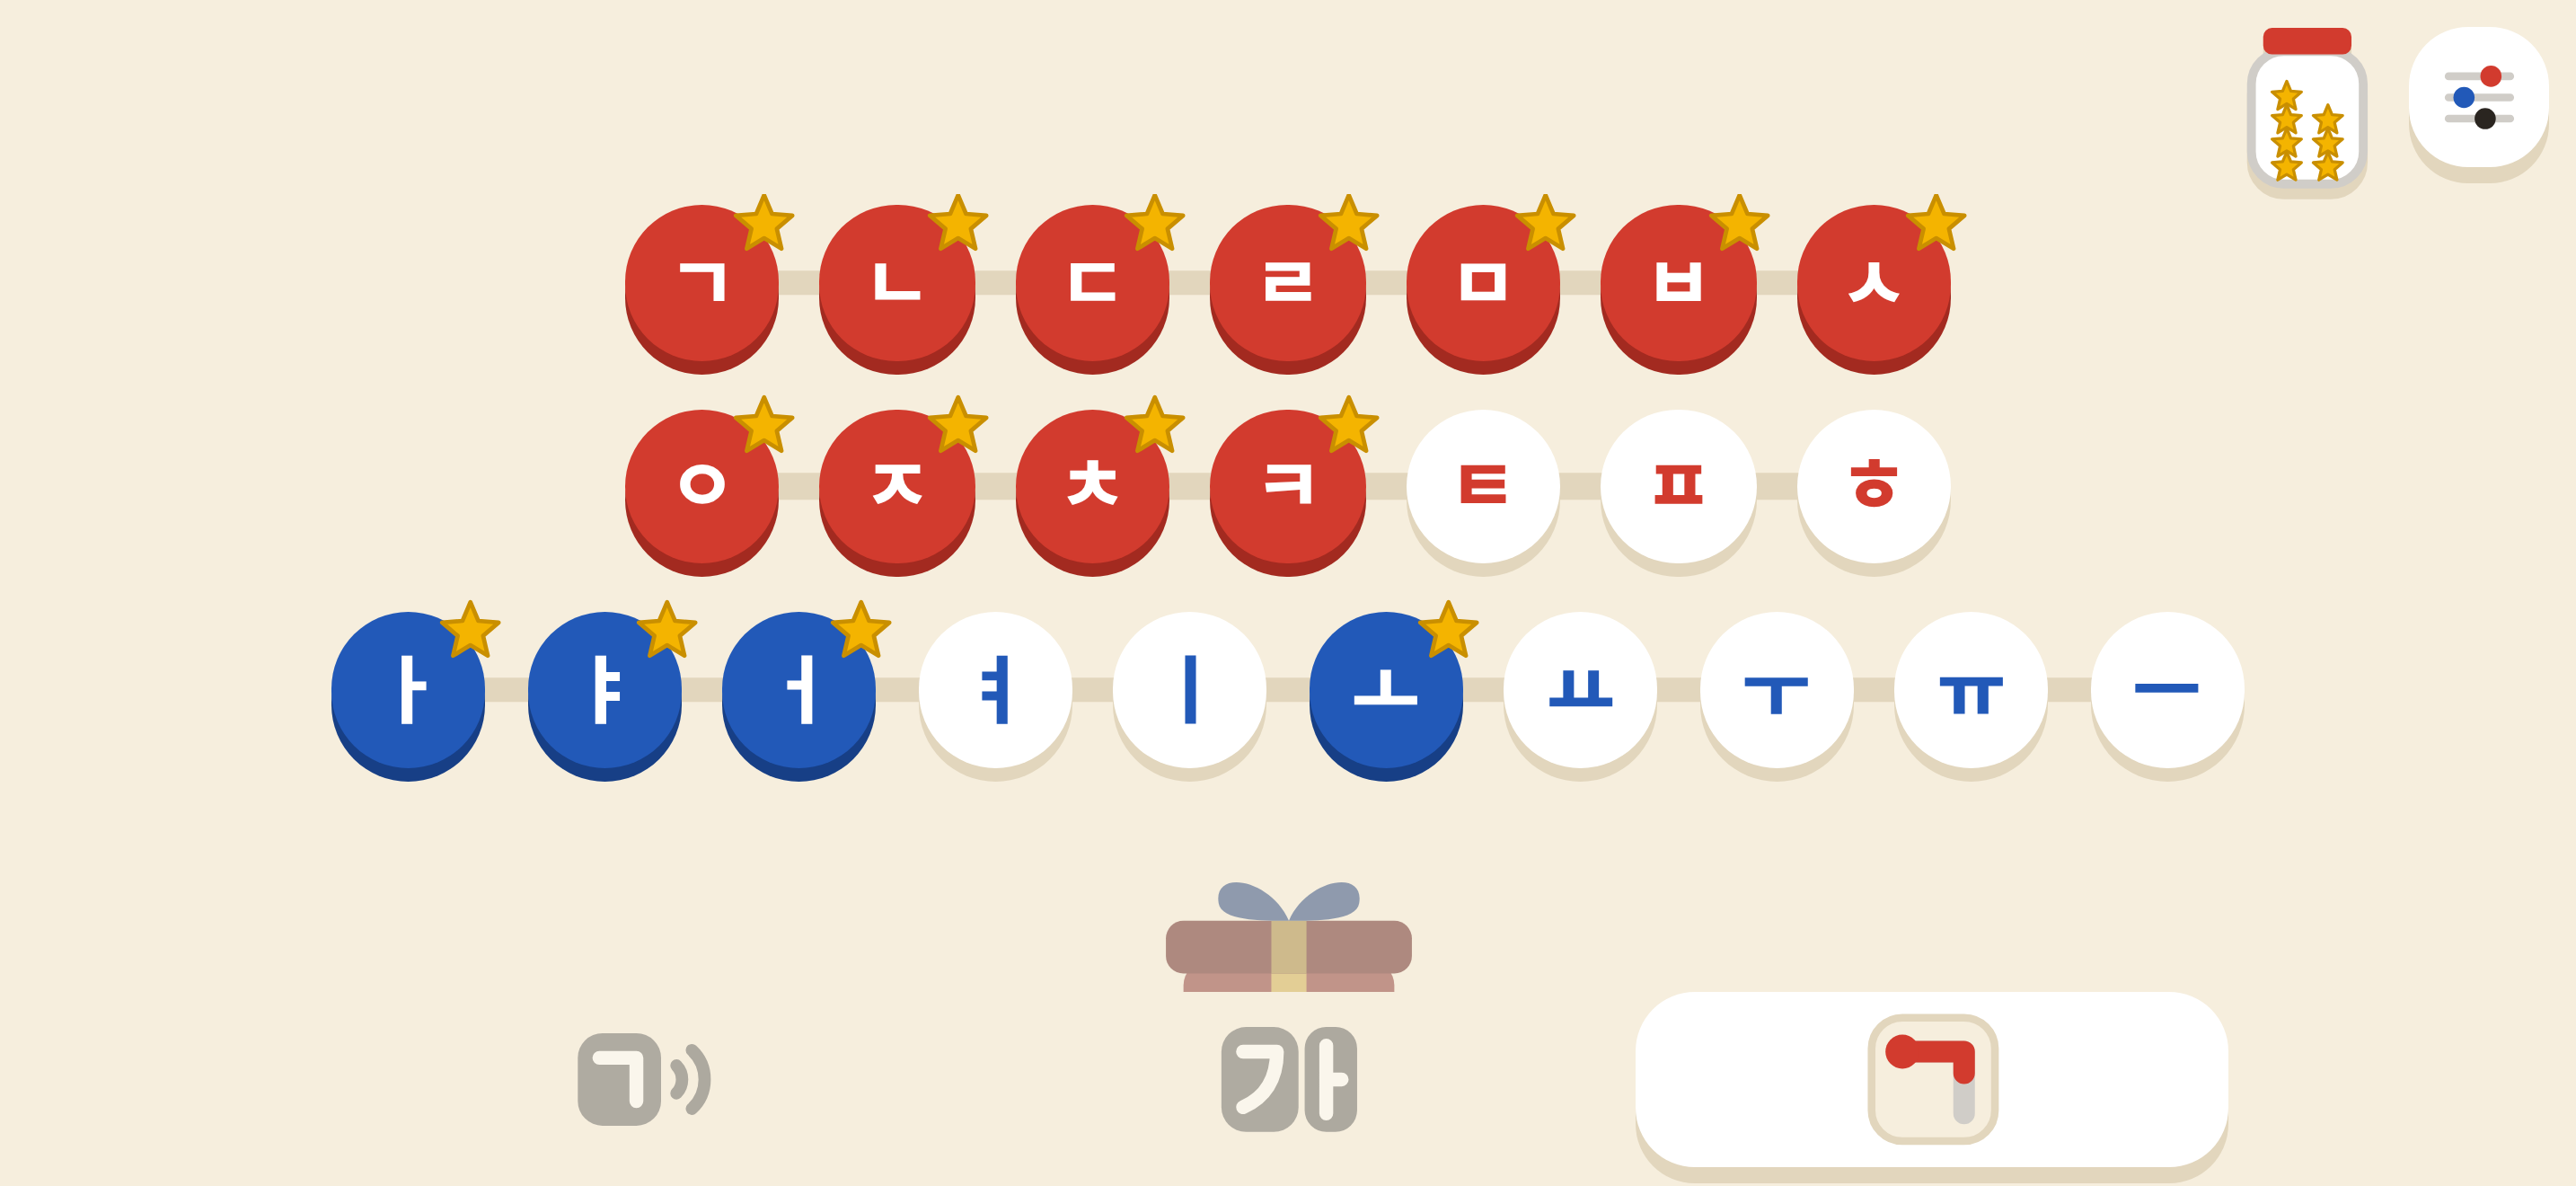 ㄱ ㄴ ㄷ ㄹ ㅁ ㅂ ㅅ
ㅇ ㅈ ㅊ ㅋ ㅌ ㅍ ㅎ
ㅏ ㅑ ㅓ ㅕ ㅣ ㅗ ㅛ ㅜ ㅠ ㅡ
ㄱ 가 ㄱ